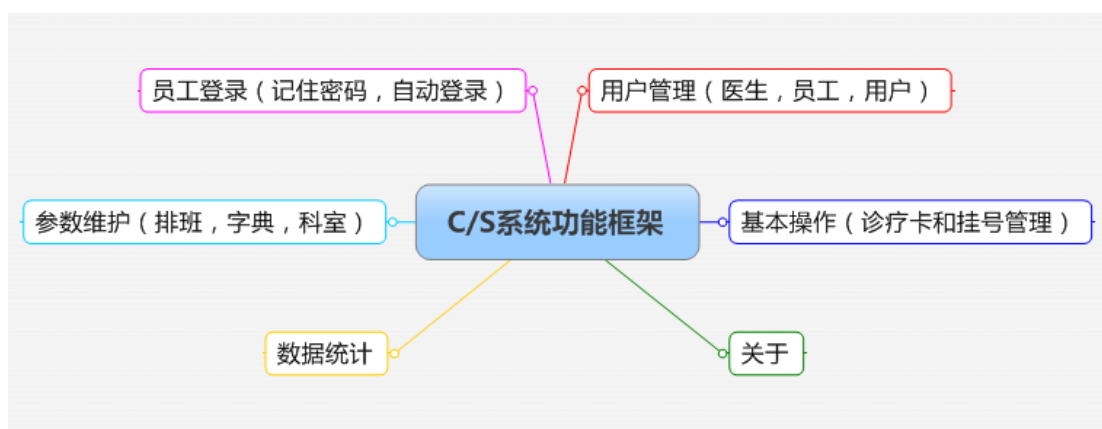 员工登录（记住密码，自动登录）
用户管理（医生，员工，用户）
参数维护（排班，字典，科室）
C/S系统功能框架
基本操作（诊疗卡和挂号管理）
数据统计
关于